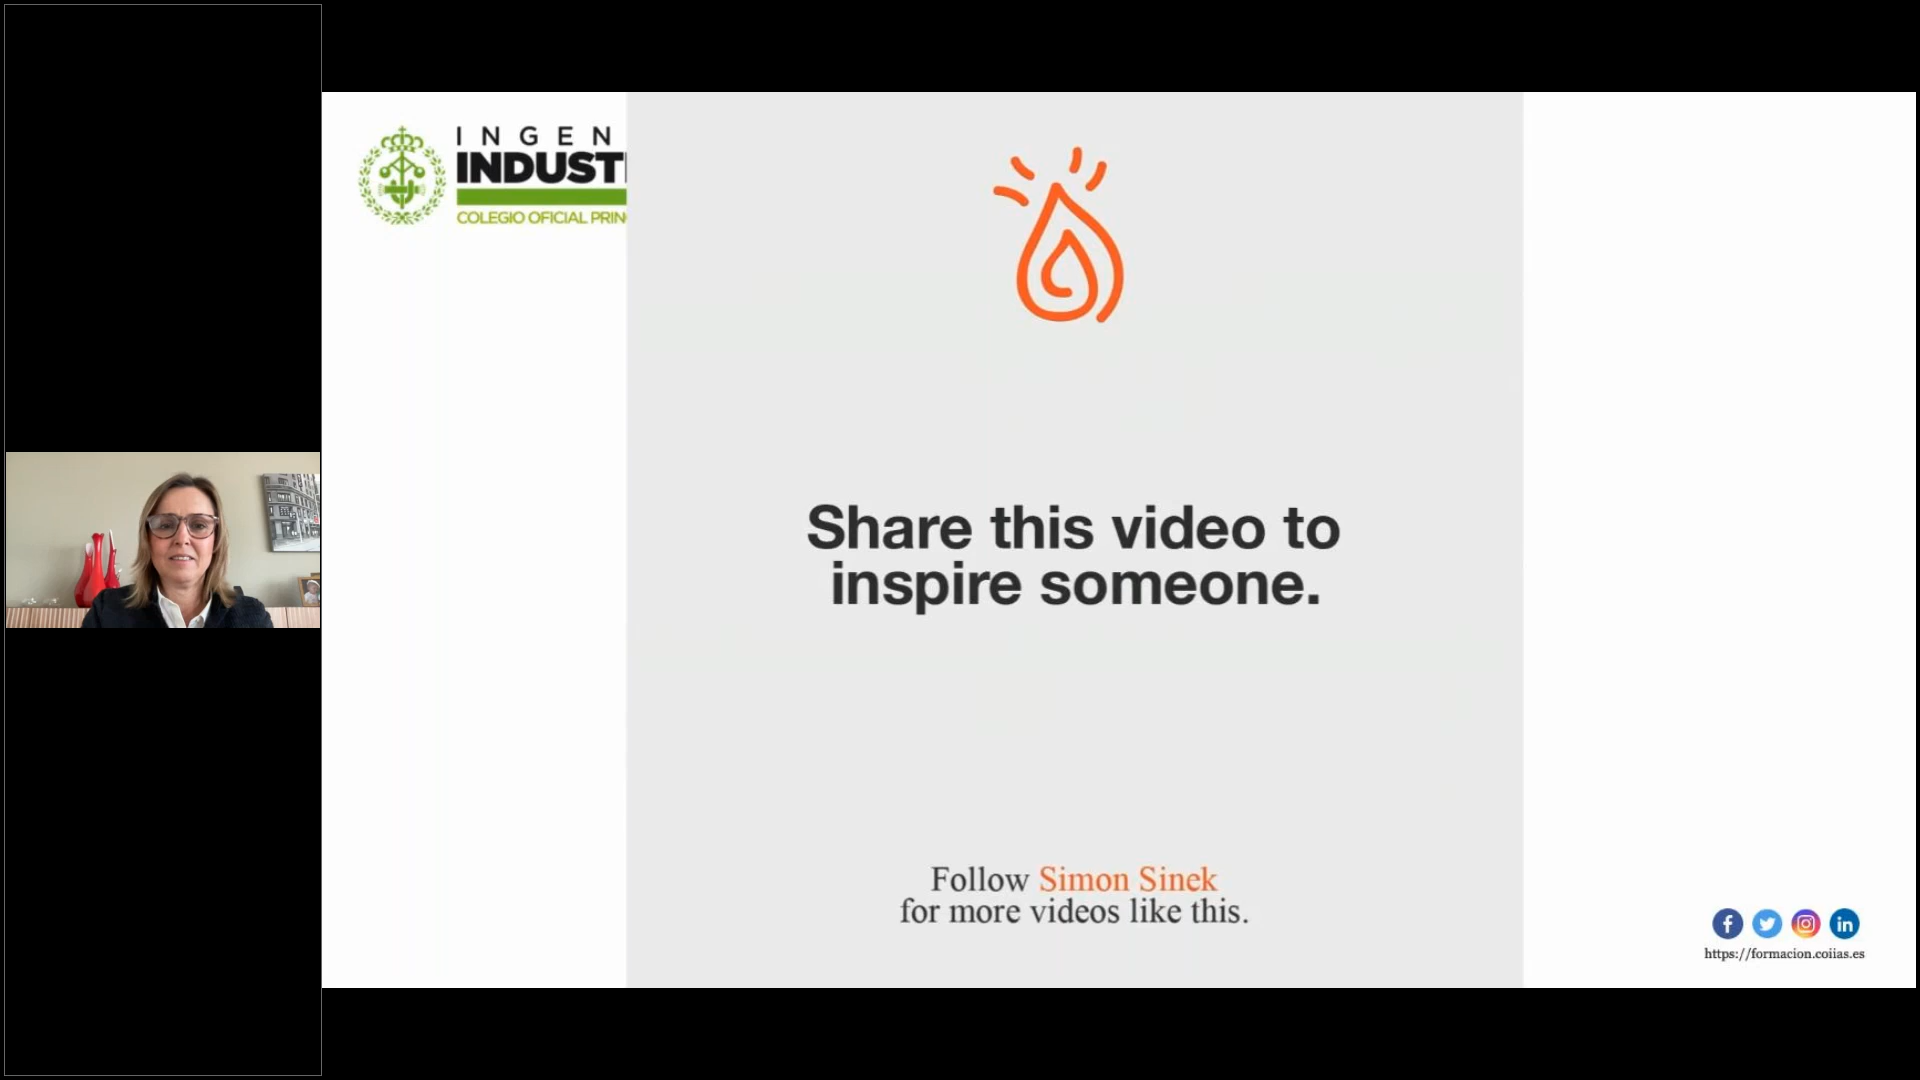 INGEN
INDUST
COLEGIO OFICIAL PRIN
Share this video to
inspire someone.
Follow Simon Sinek
for more videos like this.
https://formacion.coiias.es